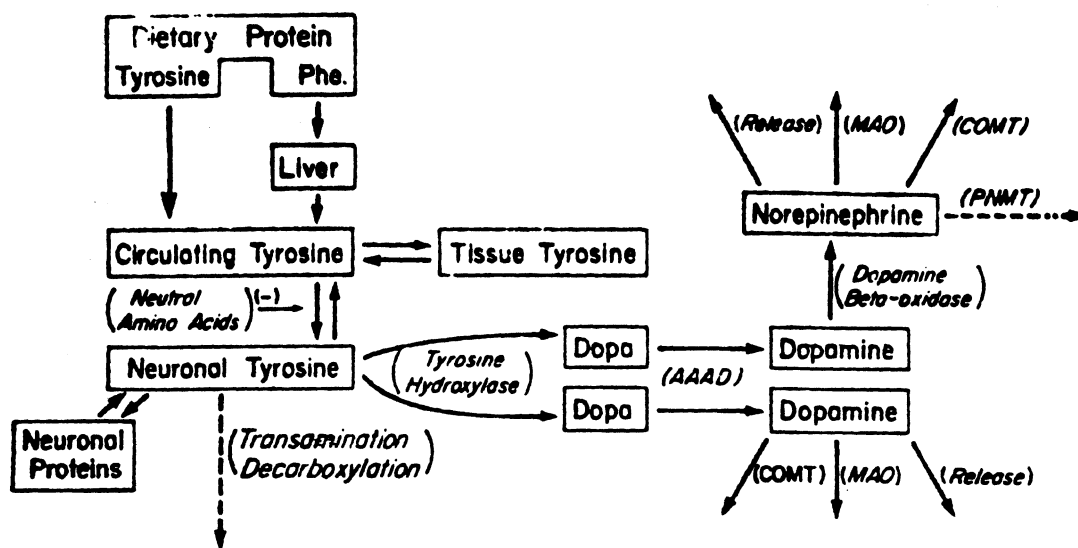 Dietary Protein
Tyrosine Phe.
Liver
Circulating Tyrosine
Tissue Tyrosine
(Neutral
Amino Acids)
(-)
Neuronal Tyrosine
Neuronal
Proteins
(Transamination
Decarboxylation)
(Tyrosine
Hydroxylase)
Dopa
Dopa
(AAAD)
Dopamine
Dopamine
(COMT)
(MAO)
(Release)
(Dopamine
Beta-oxidase)
Norepinephrine
(PNMT)
(Release)
(MAO)
(COMT)